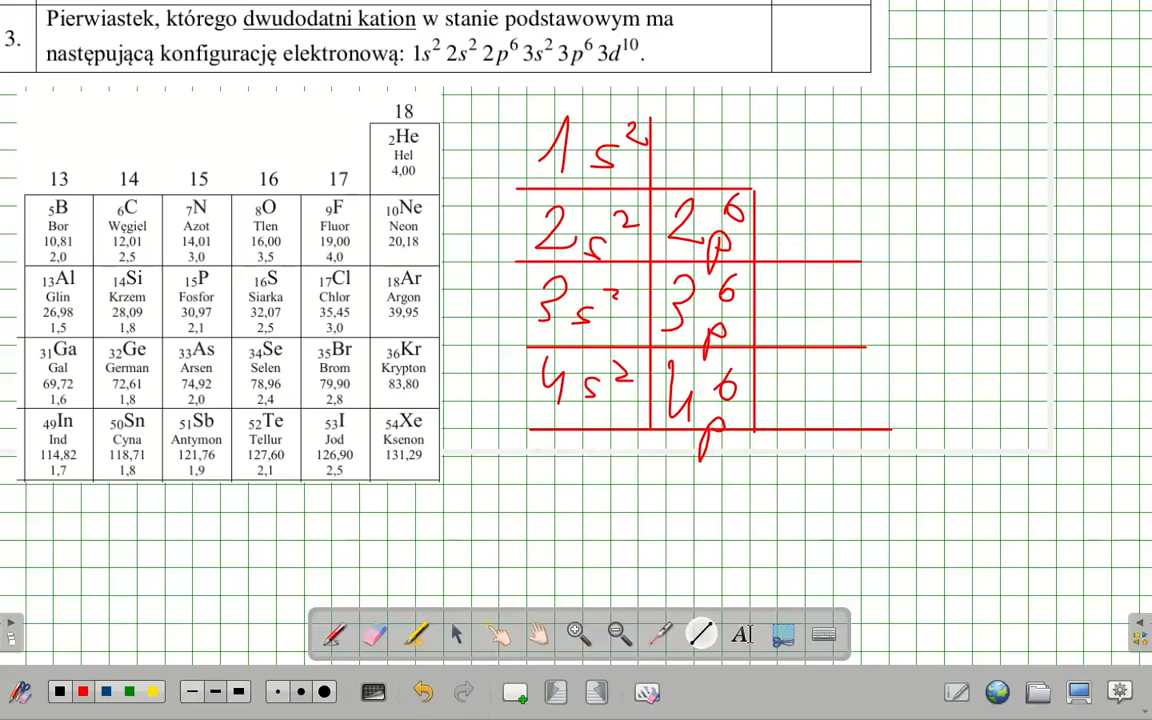 Pierwiastek, którego dwudodatni kation w stanie podstawowym ma
3.
następującą konfigurację elektronową: 1s² 2s² 2p⁶ 3s² 3p⁶ 3d¹⁰.
18
₂He
Hel
4,00
13 14 15 16 17
₅B ₆C ₇N ₈O ₉F ₁₀Ne
Bor Węgiel Azot Tlen Fluor Neon
10,81 12,01 14,01 16,00 19,00 20,18
2,0 2,5 3,0 3,5 4,0
₁₃Al ₁₄Si ₁₅P ₁₆S ₁₇Cl ₁₈Ar
Glin Krzem Fosfor Siarka Chlor Argon
26,98 28,09 30,97 32,07 35,45 39,95
1,5 1,8 2,1 2,5 3,0
₃₁Ga ₃₂Ge ₃₃As ₃₄Se ₃₅Br ₃₆Kr
Gal German Arsen Selen Brom Krypton
69,72 72,61 74,92 78,96 79,90 83,80
1,6 1,8 2,0 2,4 2,8
₄₉In ₅₀Sn ₅₁Sb ₅₂Te ₅₃I ₅₄Xe
Ind Cyna Antymon Tellur Jod Ksenon
114,82 118,71 121,76 127,60 126,90 131,29
1,7 1,8 1,9 2,1 2,5
1s²
2s² 2p⁶
3s² 3p⁶
4s² 4p⁶
AI